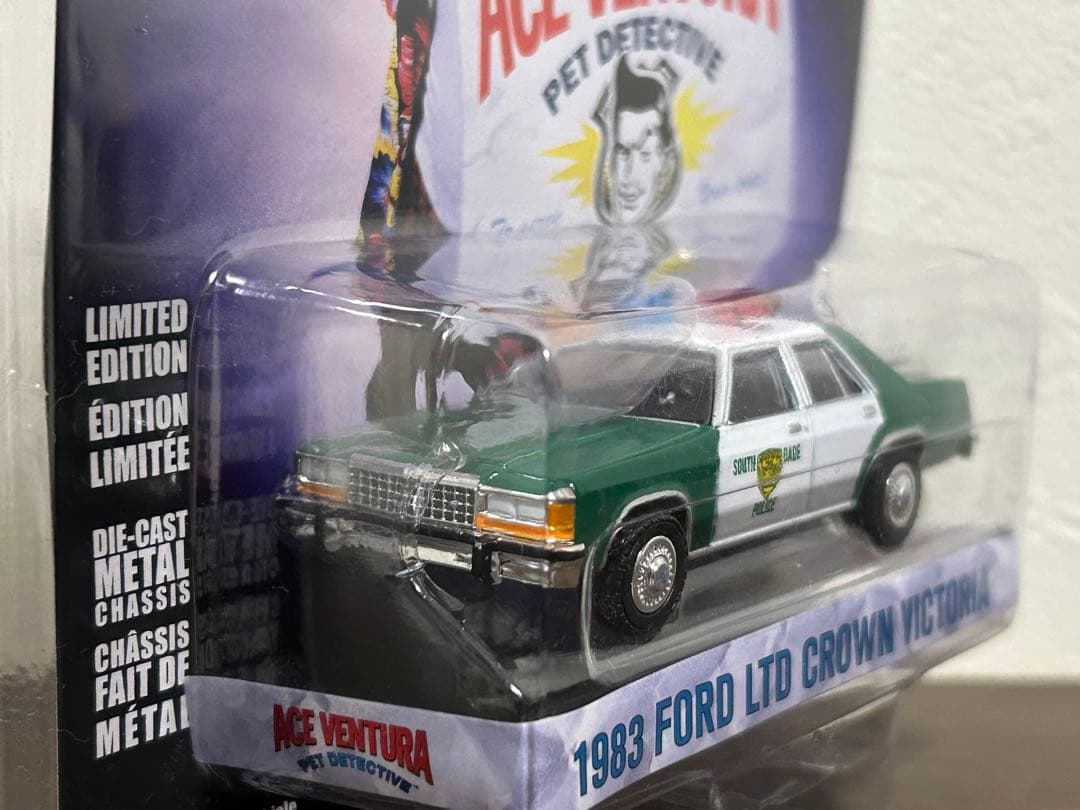 ACE VENTURA
PET DETECTIVE
LIMITED
EDITION
ÉDITION
LIMITÉE
DIE-CAST
METAL
CHASSIS
CHÂSSIS
FAIT DE
MÉTAL
SOUTH DADE
POLICE
1983 FORD LTD CROWN VICTORIA
ACE VENTURA
PET DETECTIVE